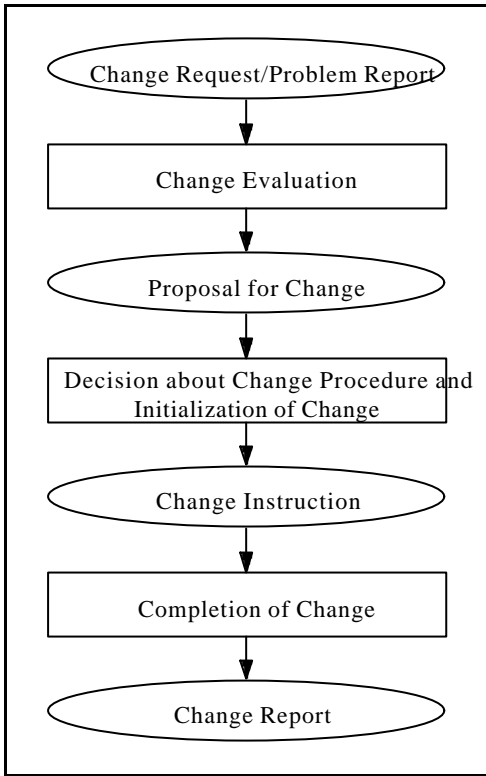 Change Request/Problem Report
Change Evaluation
Proposal for Change
Decision about Change Procedure and
Initialization of Change
Change Instruction
Completion of Change
Change Report